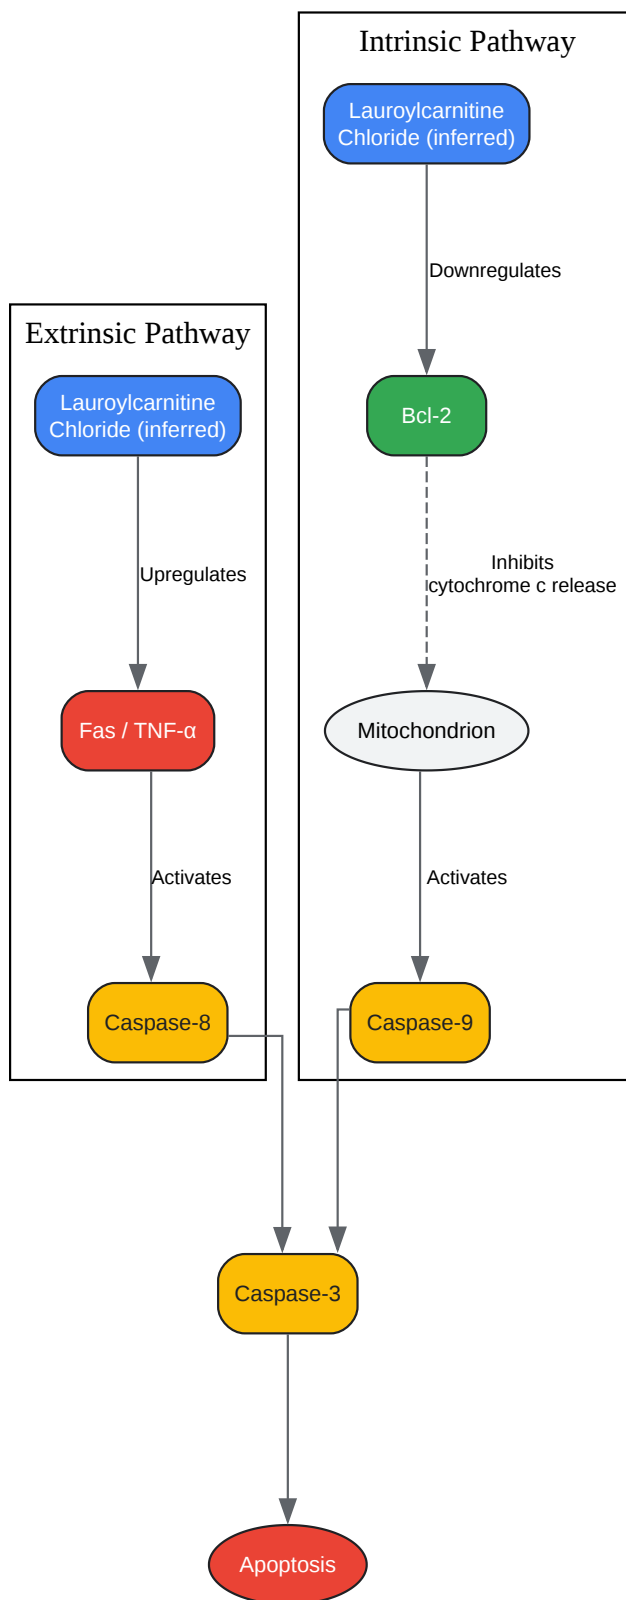 Intrinsic Pathway
Lauroylcarnitine
Chloride (inferred)
Downregulates
Bcl-2
Inhibits
cytochrome c release
Mitochondrion
Activates
Caspase-9
Extrinsic Pathway
Lauroylcarnitine
Chloride (inferred)
Upregulates
Fas / TNF-α
Activates
Caspase-8
Caspase-3
Apoptosis